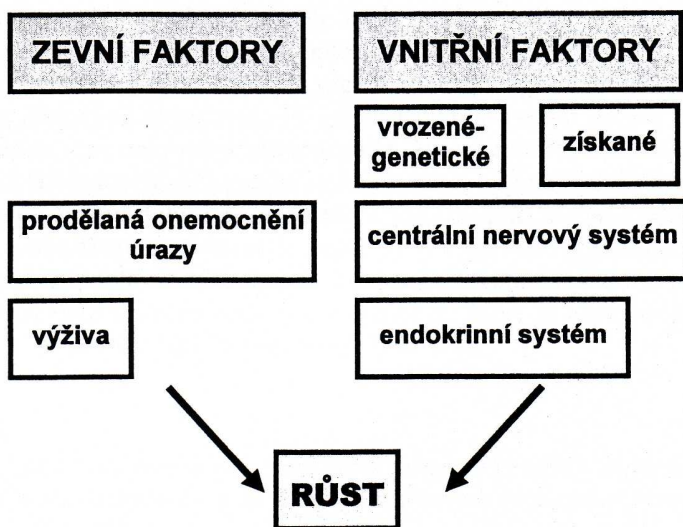 ZEVNÍ FAKTORY
VNITŘNÍ FAKTORY
vrozené-
genetické
získané
prodělaná onemocnění
úrazy
centrální nervový systém
výživa
endokrinní systém
RŮST